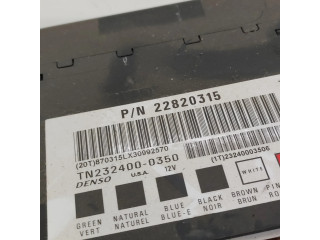 P/N 22820315
(20T)870315LX30992570
TN232400-0350
(1T)23240003506
DENSO U.S.A. 12V
WHITE
GREEN NATURAL BLUE BLACK BROWN
VERT NATUREL BLUE-E NOIR BRUN